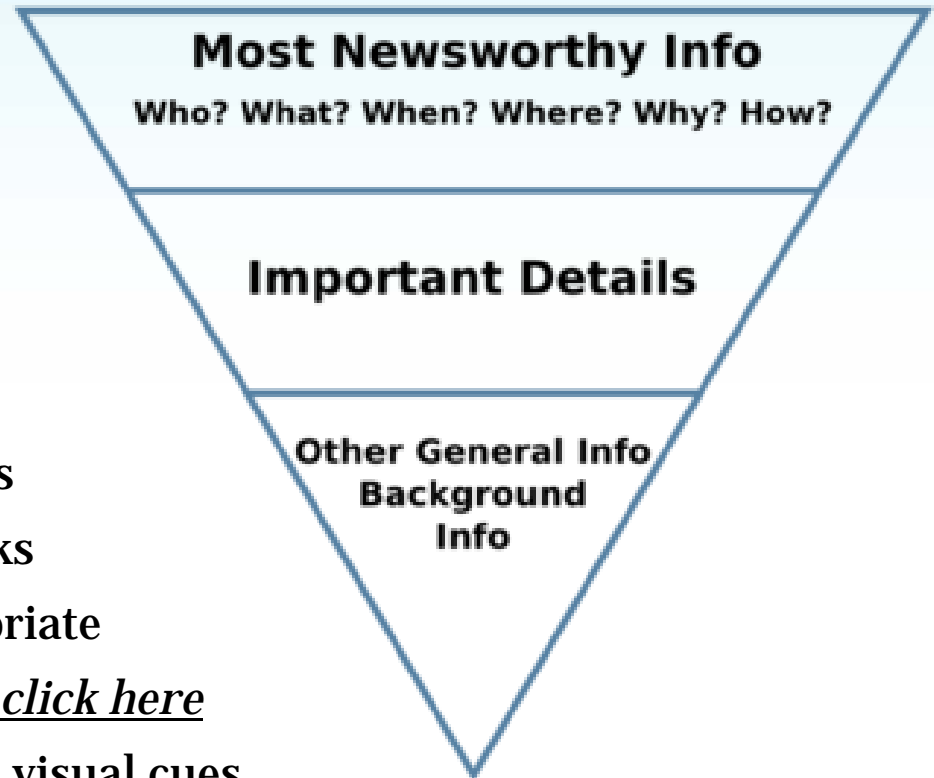 Most Newsworthy Info
Who? What? When? Where? Why? How?
Important Details
Other General Info
Background
Info
s
ks
priate
click here
visual cues